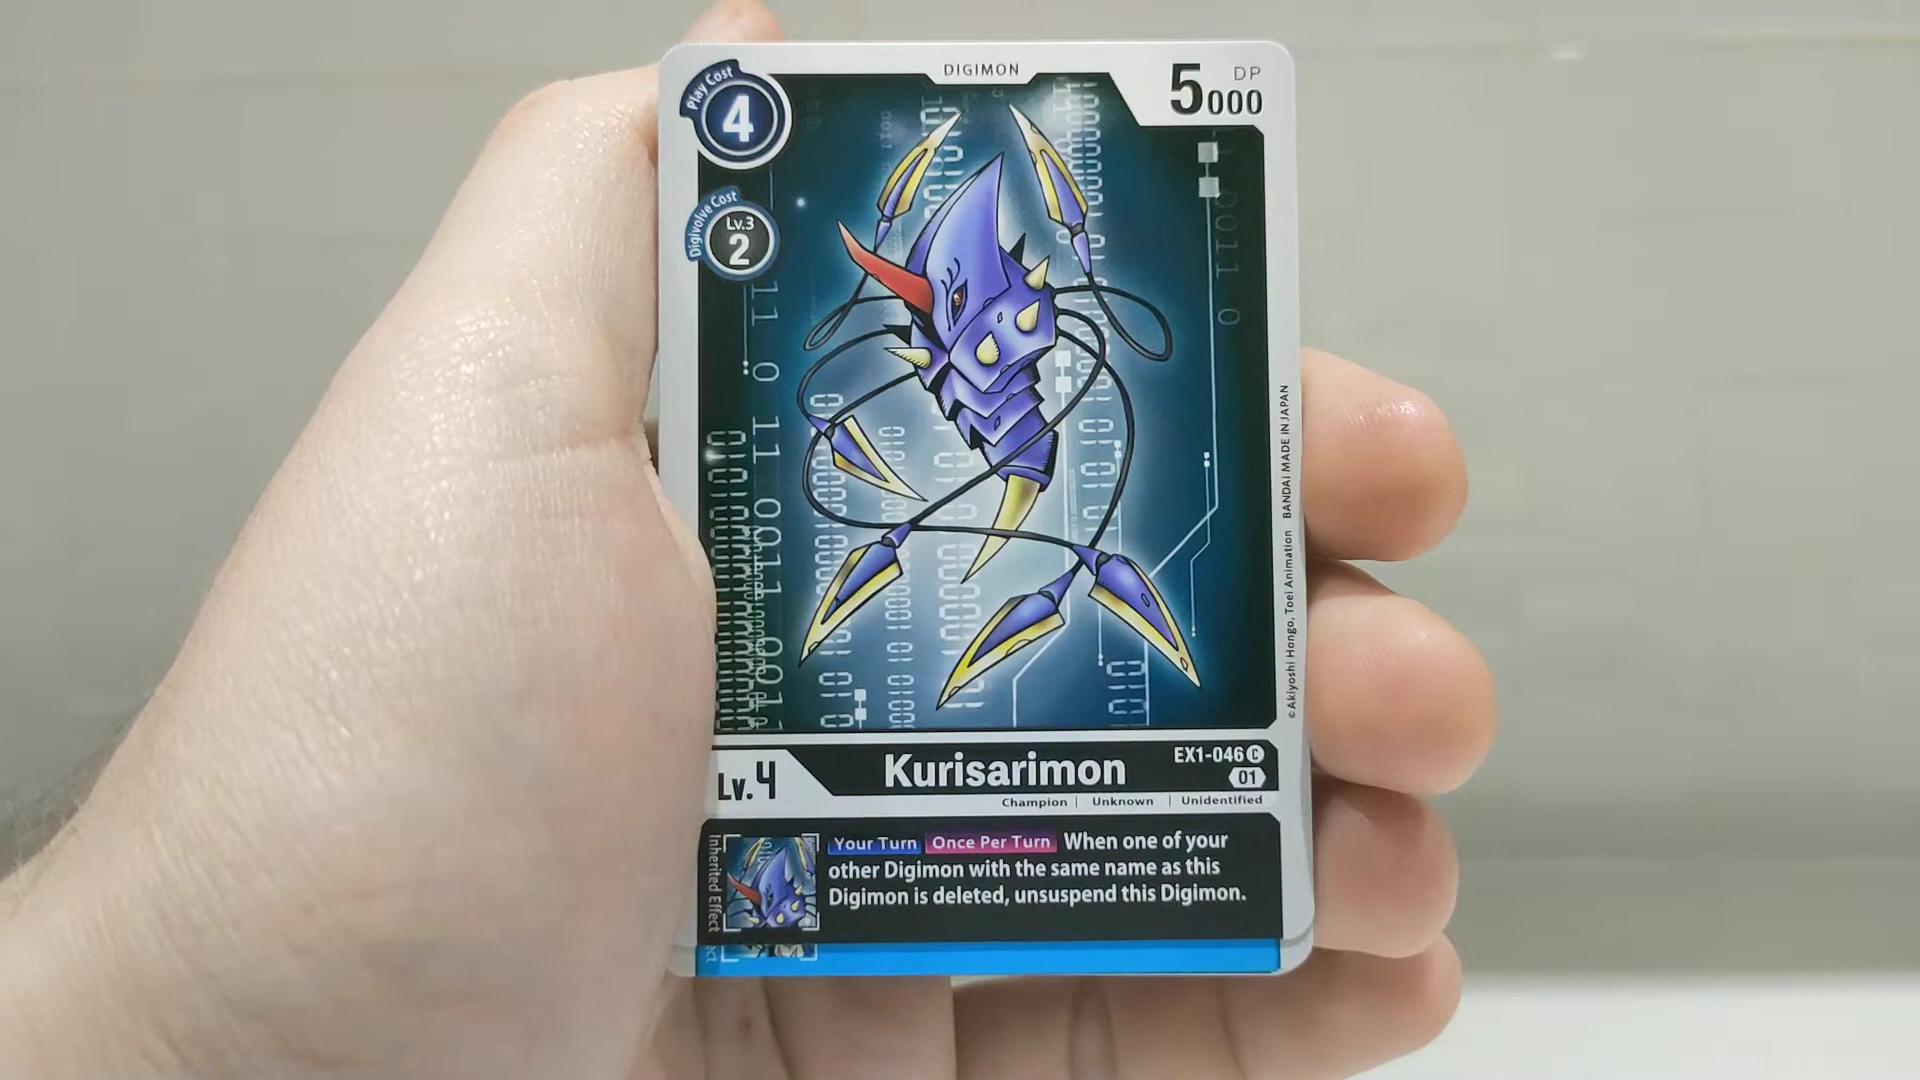 DIGIMON
Play Cost
4
5000
DP
Digivolve Cost
Lv.3
2
© Akiyoshi Hongo, Toei Animation BANDAI MADE IN JAPAN
Lv.4
Kurisarimon
EX1-046 C
01
Champion | Unknown | Unidentified
Inherited Effect
Your Turn Once Per Turn When one of your
other Digimon with the same name as this
Digimon is deleted, unsuspend this Digimon.